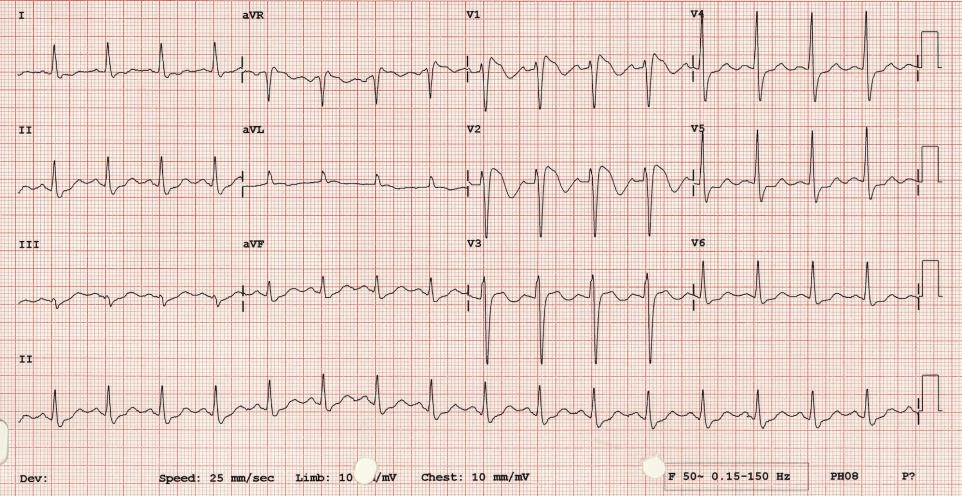 I aVR V1 V4
II aVL V2 V5
III aVF V3 V6
II
Dev: Speed: 25 mm/sec Limb: 10 /mV Chest: 10 mm/mV F 50~ 0.15-150 Hz PH08 P?